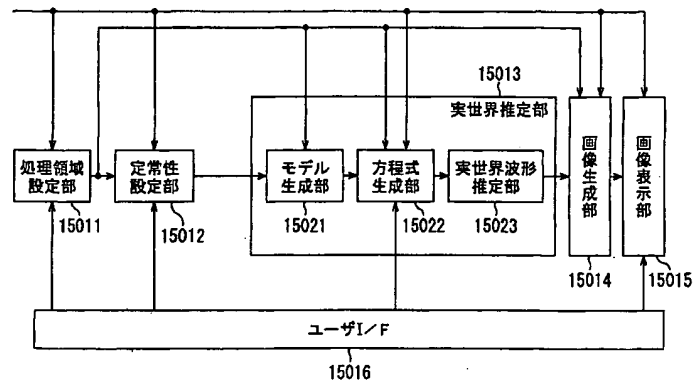 15013
実世界推定部
処理領域
設定部
15011
定常性
設定部
15012
モデル
生成部
15021
方程式
生成部
15022
実世界波形
推定部
15023
画像生成部
15014
画像表示部
15015
ユーザI/F
15016